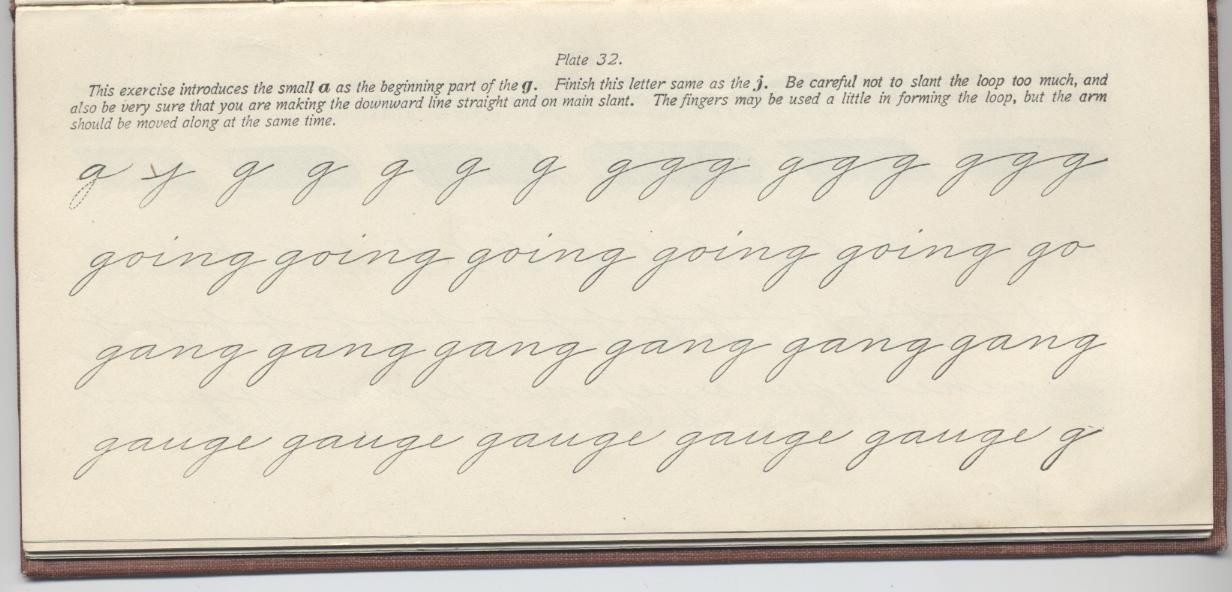 Plate 32.
This exercise introduces the small a as the beginning part of the g. Finish this letter same as the j. Be careful not to slant the loop too much, and
also be very sure that you are making the downward line straight and on main slant. The fingers may be used a little in forming the loop, but the arm
should be moved along at the same time.
g g g g g g g ggg ggg ggg
going going going going going go
gang gang gang gang gang gang
gauge gauge gauge gauge gauge g